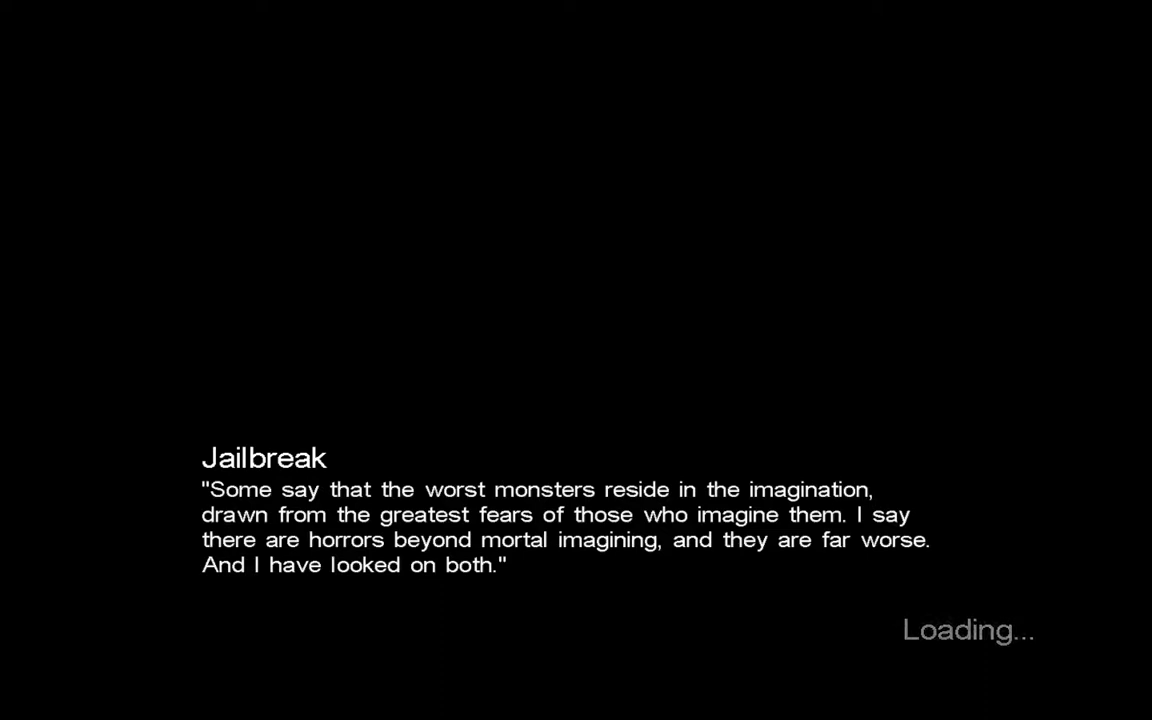 Jailbreak
"Some say that the worst monsters reside in the imagination,
drawn from the greatest fears of those who imagine them. I say
there are horrors beyond mortal imagining, and they are far worse.
And I have looked on both."
Loading...